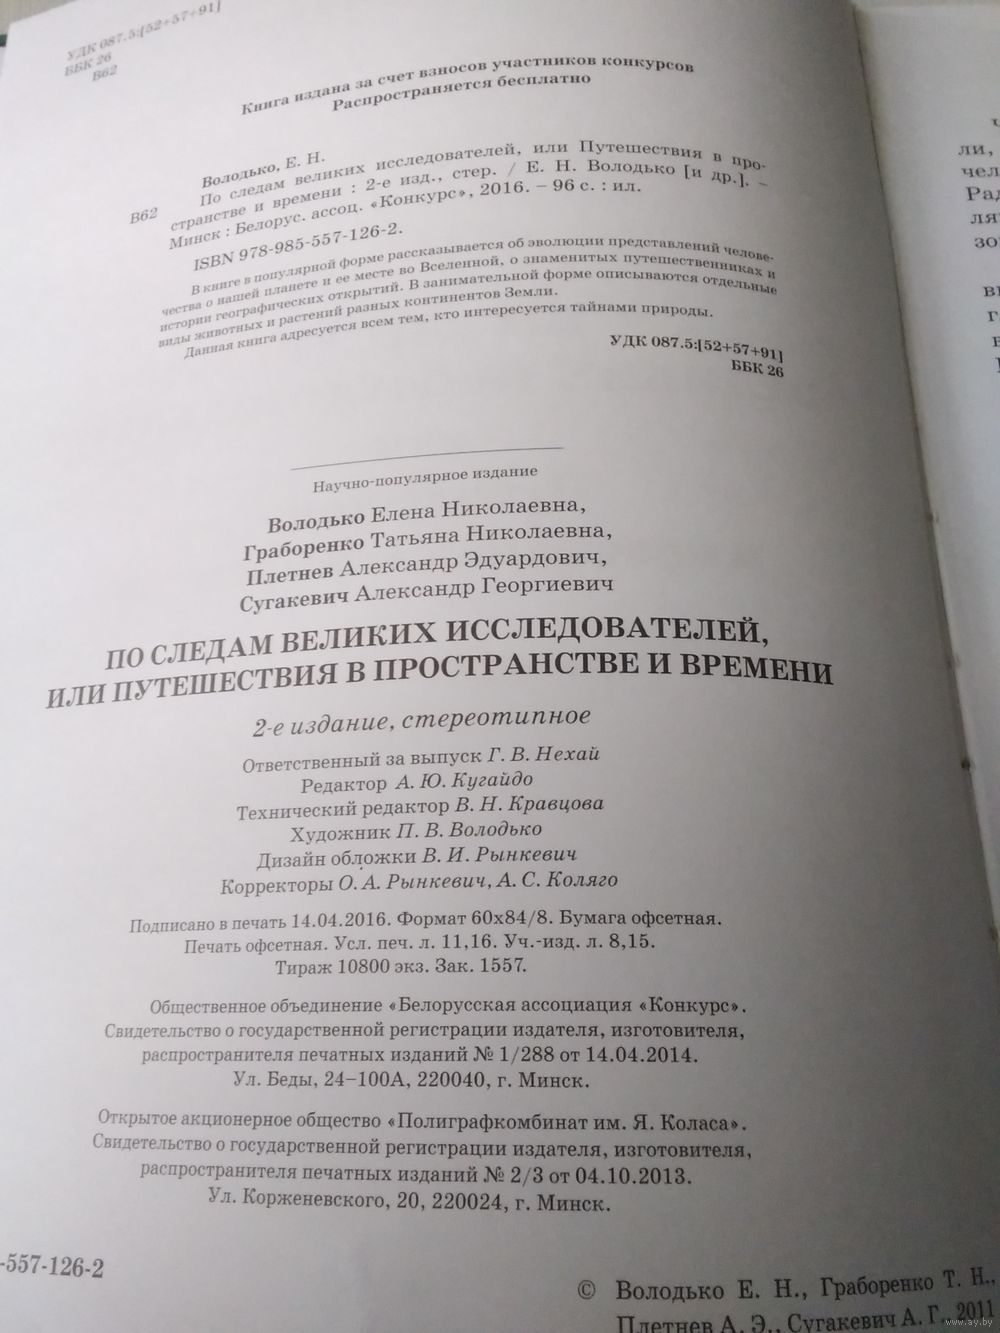 УДК 087.5:[52+57+91]
ББК 26
В62
Книга издана за счет взносов участников конкурсов
Распространяется бесплатно
Володько, Е. Н.
По следам великих исследователей, или Путешествия в про-
В62 странстве и времени : 2-е изд., стер. / Е. Н. Володько [и др.]. –
Минск : Белорус. ассоц. «Конкурс», 2016. – 96 с. : ил.
ISBN 978-985-557-126-2.
В книге в популярной форме рассказывается об эволюции представлений челове-
чества о нашей планете и ее месте во Вселенной, о знаменитых путешественниках и
истории географических открытий. В занимательной форме описываются отдельные
виды животных и растений разных континентов Земли.
Данная книга адресуется всем тем, кто интересуется тайнами природы.
УДК 087.5:[52+57+91]
ББК 26
Научно-популярное издание
Володько Елена Николаевна,
Граборенко Татьяна Николаевна,
Плетнев Александр Эдуардович,
Сугакевич Александр Георгиевич
ПО СЛЕДАМ ВЕЛИКИХ ИССЛЕДОВАТЕЛЕЙ,
ИЛИ ПУТЕШЕСТВИЯ В ПРОСТРАНСТВЕ И ВРЕМЕНИ
2-е издание, стереотипное
Ответственный за выпуск Г. В. Нехай
Редактор А. Ю. Кугайдо
Технический редактор В. Н. Кравцова
Художник П. В. Володько
Дизайн обложки В. И. Рынкевич
Корректоры О. А. Рынкевич, А. С. Коляго
Подписано в печать 14.04.2016. Формат 60х84/8. Бумага офсетная.
Печать офсетная. Усл. печ. л. 11,16. Уч.-изд. л. 8,15.
Тираж 10800 экз. Зак. 1557.
Общественное объединение «Белорусская ассоциация «Конкурс».
Свидетельство о государственной регистрации издателя, изготовителя,
распространителя печатных изданий № 1/288 от 14.04.2014.
Ул. Беды, 24–100А, 220040, г. Минск.
Открытое акционерное общество «Полиграфкомбинат им. Я. Коласа».
Свидетельство о государственной регистрации издателя, изготовителя,
распространителя печатных изданий № 2/3 от 04.10.2013.
Ул. Корженевского, 20, 220024, г. Минск.
-557-126-2
© Володько Е. Н., Граборенко Т. Н.,
Плетнев А. Э., Сугакевич А. Г., 2011
ли,
чел
Рад
ля
зо
www.ay.by